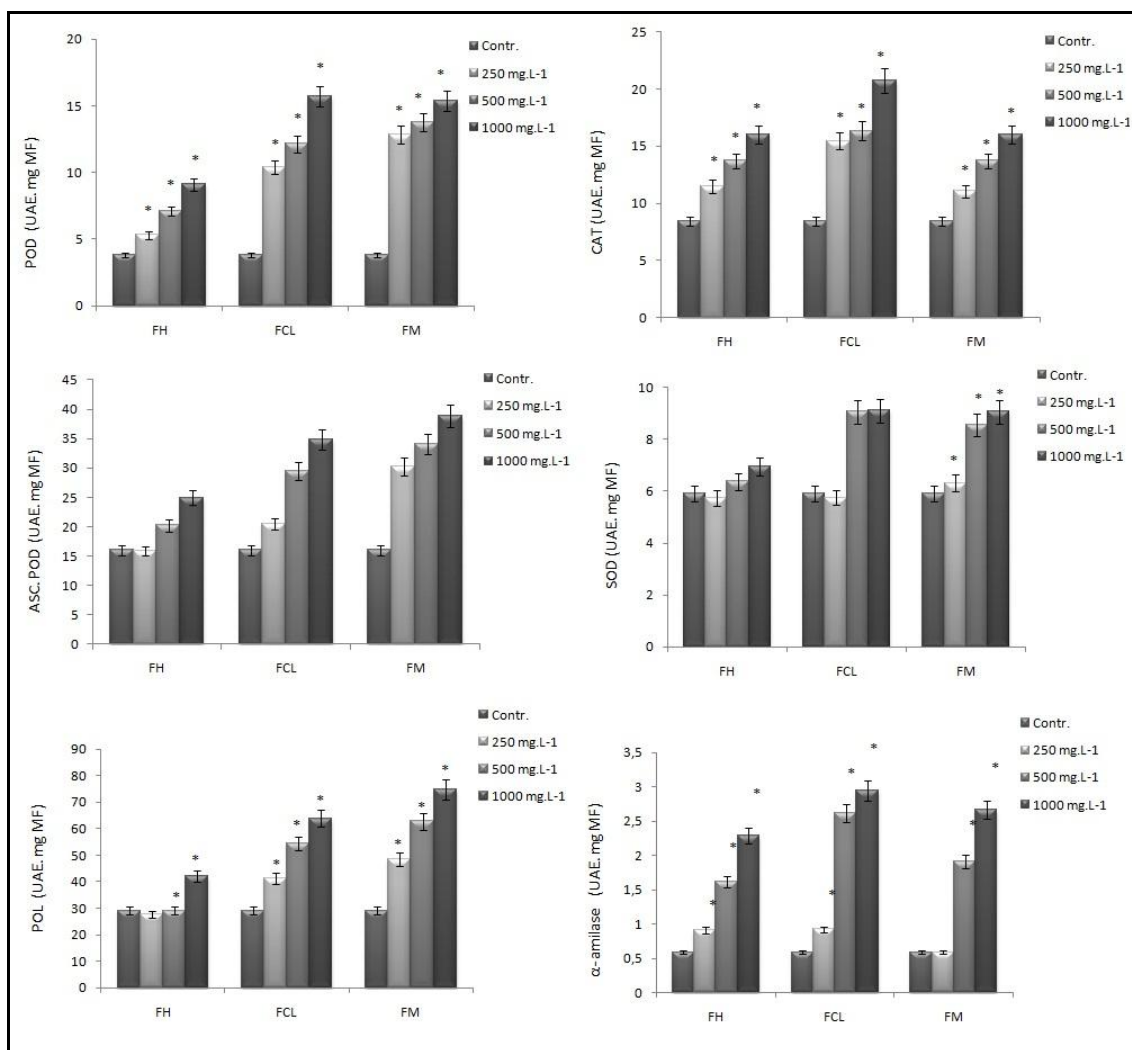 POD (UAE. mg MF)
20
15
10
5
0
* * *
* * *
* * *
FH FCL FM
Contr.
250 mg.L-1
500 mg.L-1
1000 mg.L-1
CAT (UAE. mg MF)
25
20
15
10
5
0
* * *
* * *
* * *
FH FCL FM
Contr.
250 mg.L-1
500 mg.L-1
1000 mg.L-1
ASC. POD (UAE. mg MF)
45
40
35
30
25
20
15
10
5
0
FH FCL FM
Contr.
250 mg.L-1
500 mg.L-1
1000 mg.L-1
SOD (UAE. mg MF)
10
8
6
4
2
0
* * *
FH FCL FM
Contr.
250 mg.L-1
500 mg.L-1
1000 mg.L-1
POL (UAE. mg MF)
90
80
70
60
50
40
30
20
10
0
* *
* * *
* * *
FH FCL FM
Contr.
250 mg.L-1
500 mg.L-1
1000 mg.L-1
α-amilase (UAE. mg MF)
3,5
3
2,5
2
1,5
1
0,5
0
* * *
* * *
* *
FH FCL FM
Contr.
250 mg.L-1
500 mg.L-1
1000 mg.L-1